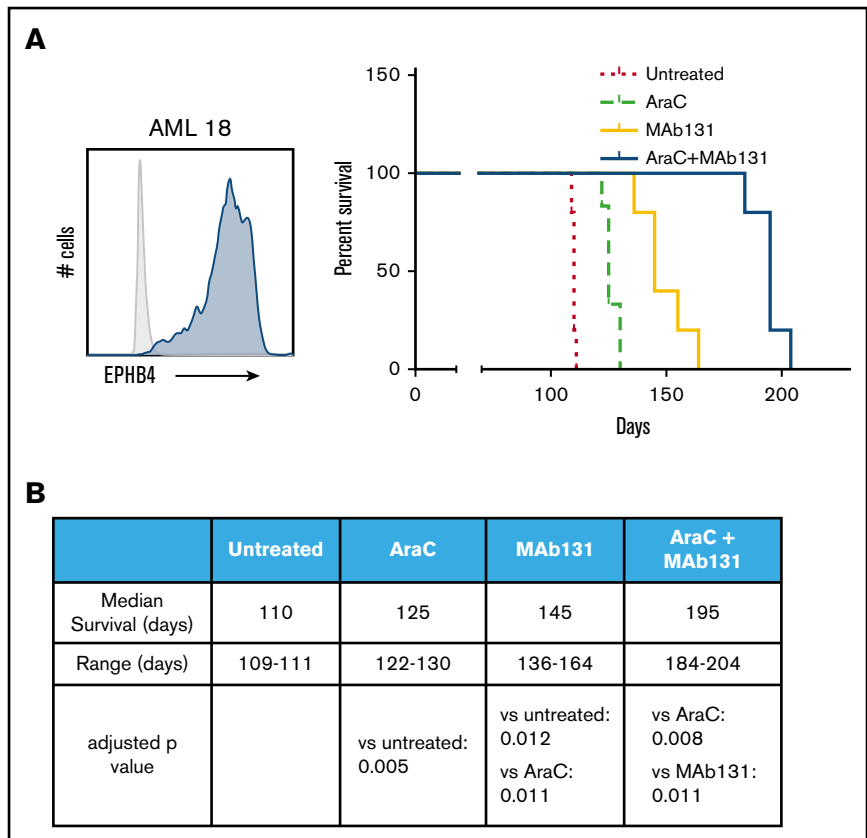 A
AML 18
# cells
EPHB4
150
100
50
0
Percent survival
0
100
150
200
Days
Untreated
AraC
MAb131
AraC+MAb131
B
Untreated
AraC
MAb131
AraC +
MAb131
Median
Survival (days)
110
125
145
195
Range (days)
109-111
122-130
136-164
184-204
adjusted p
value
vs untreated:
0.005
vs untreated:
0.012
vs AraC:
0.011
vs AraC:
0.008
vs MAb131:
0.011